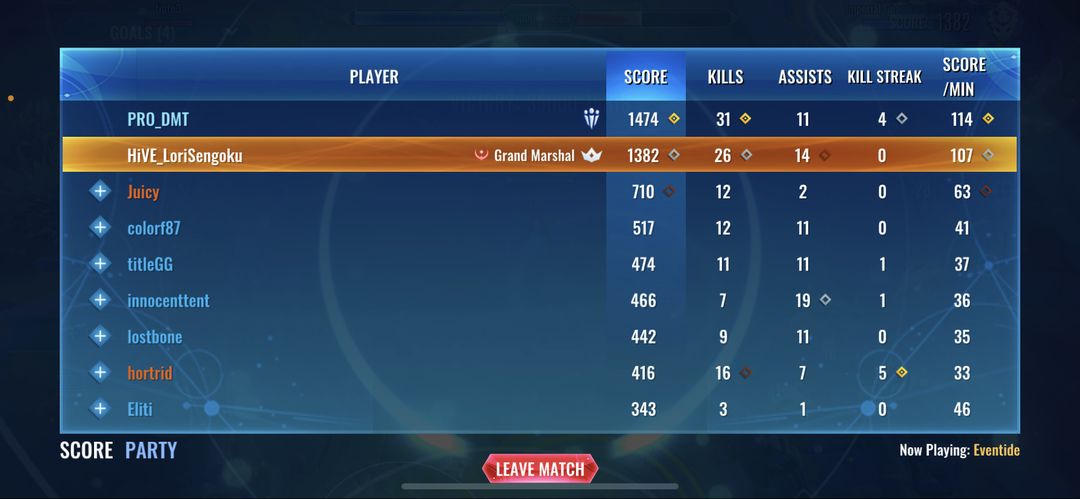 GOALS (4)
1382
PLAYER SCORE KILLS ASSISTS KILL STREAK SCORE /MIN
PRO_DMT 1474 31 11 4 114
HiVE_LoriSengoku Grand Marshal 1382 26 14 0 107
Juicy 710 12 2 0 63
colorf87 517 12 11 0 41
titleGG 474 11 11 1 37
innocenttent 466 7 19 1 36
lostbone 442 9 11 0 35
hortrid 416 16 7 5 33
Eliti 343 3 1 0 46
SCORE PARTY
Now Playing: Eventide
LEAVE MATCH